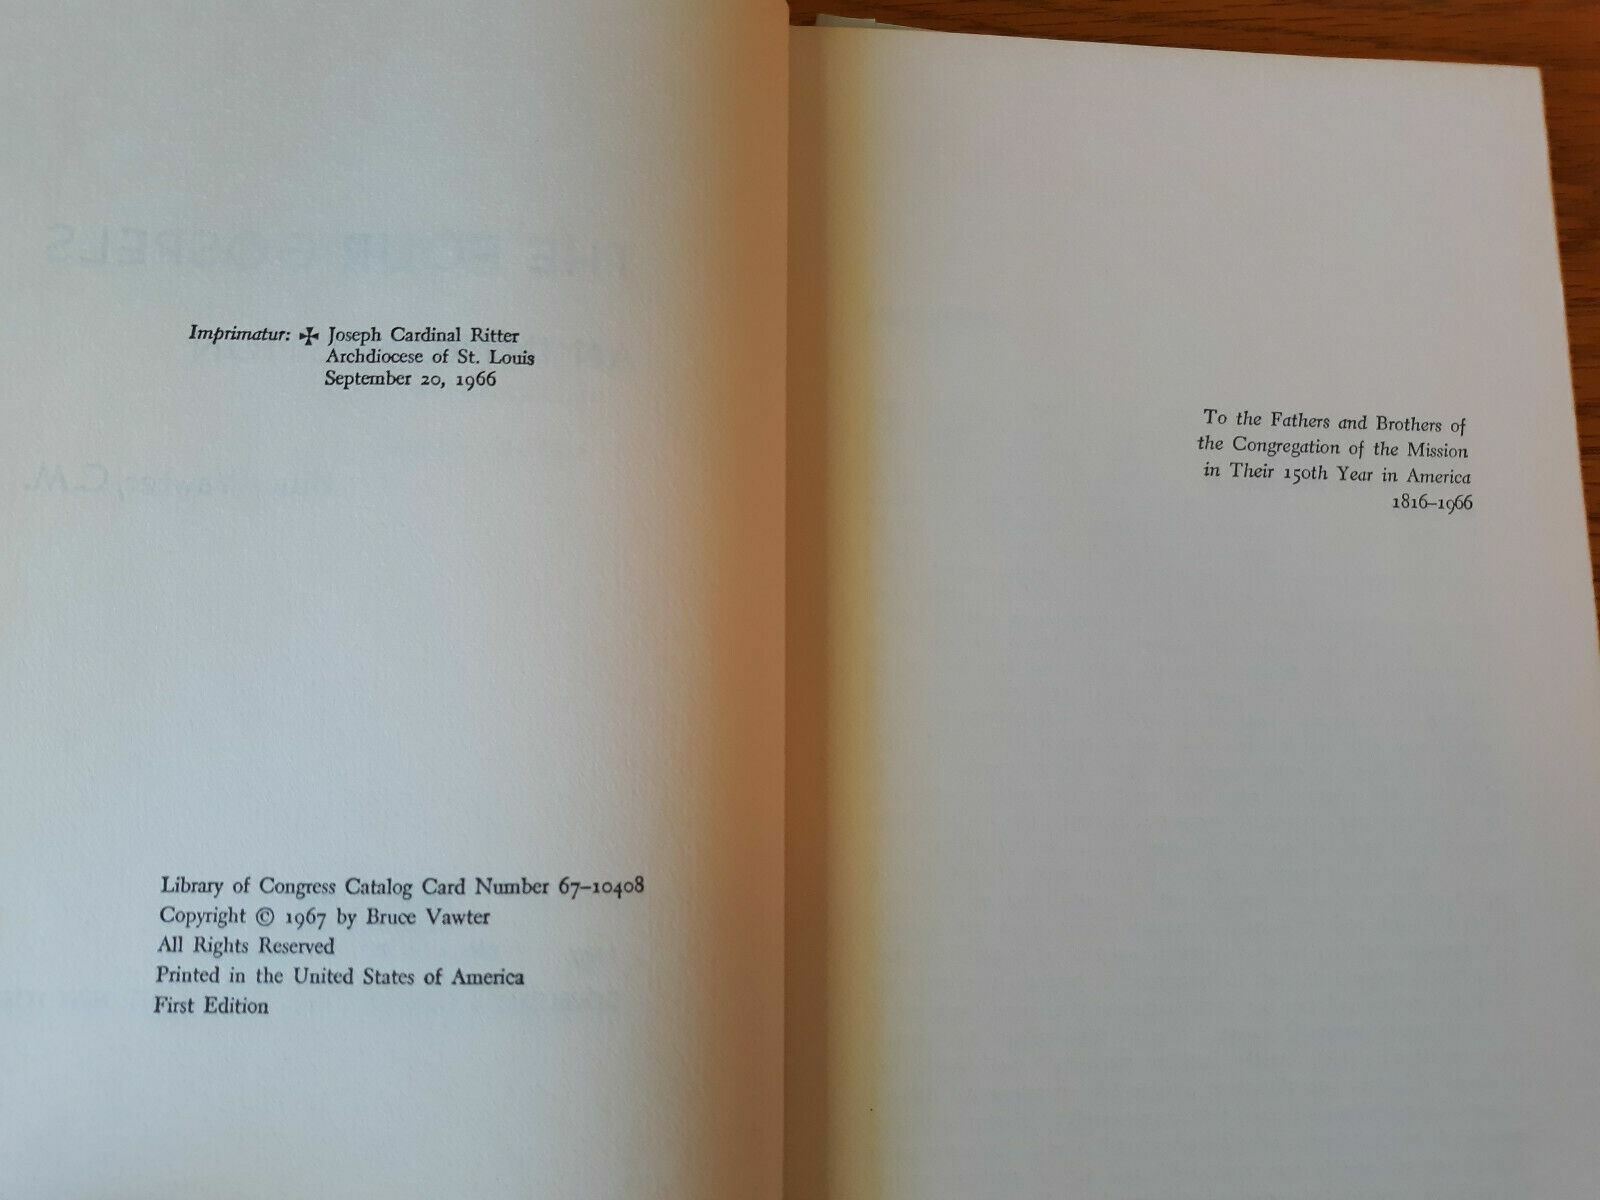 Imprimatur: ✠ Joseph Cardinal Ritter
Archdiocese of St. Louis
September 20, 1966
Library of Congress Catalog Card Number 67–10408
Copyright © 1967 by Bruce Vawter
All Rights Reserved
Printed in the United States of America
First Edition
To the Fathers and Brothers of
the Congregation of the Mission
in Their 150th Year in America
1816–1966